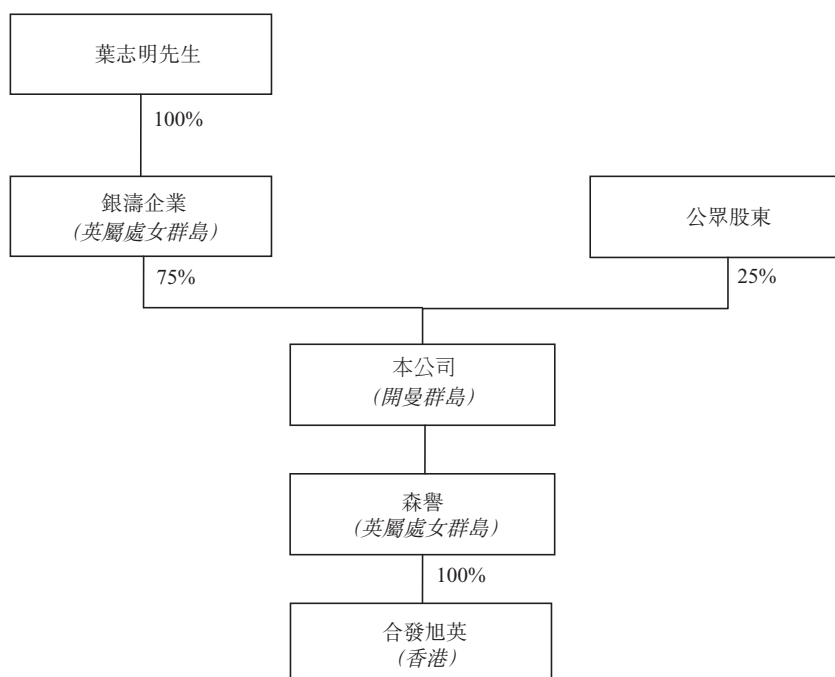 葉志明先生
100%
銀濤企業
(英屬處女群島)
公眾股東
75%
25%
本公司
(開曼群島)
森譽
(英屬處女群島)
100%
合發旭英
(香港)